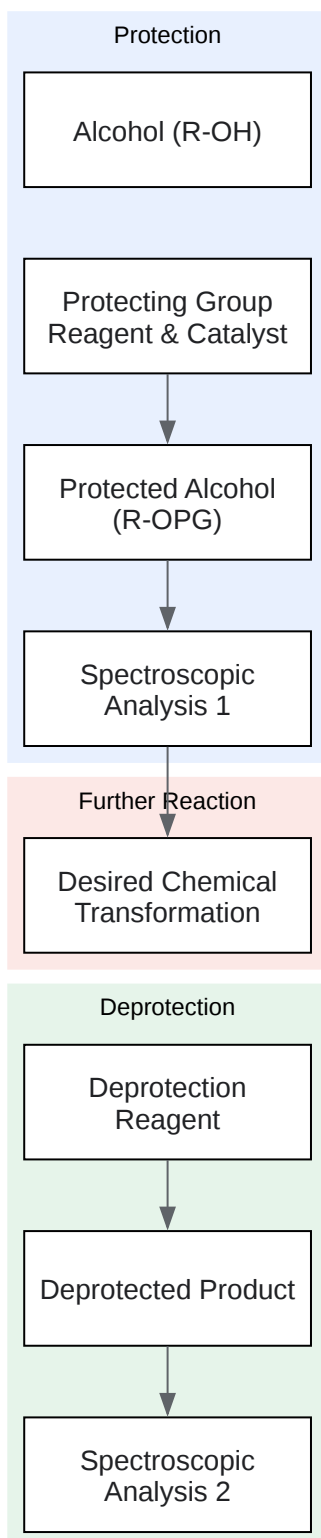 Protection
Alcohol (R-OH)
Protecting Group
Reagent & Catalyst
Protected Alcohol
(R-OPG)
Spectroscopic
Analysis 1
Further Reaction
Desired Chemical
Transformation
Deprotection
Deprotection
Reagent
Deprotected Product
Spectroscopic
Analysis 2